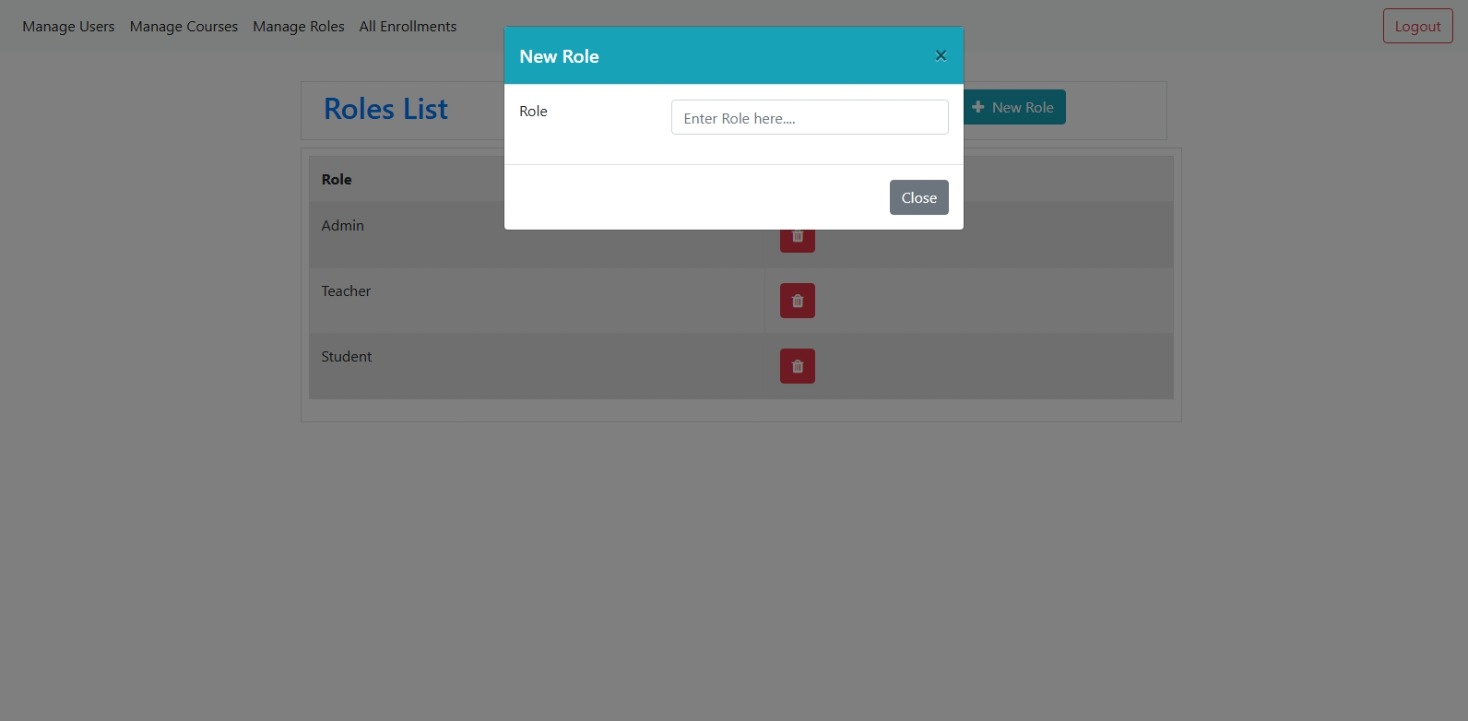 Manage Users Manage Courses Manage Roles All Enrollments Logout
New Role ×
Roles List
New Role
Role Enter Role here....
Close
Role
Admin
Teacher
Student